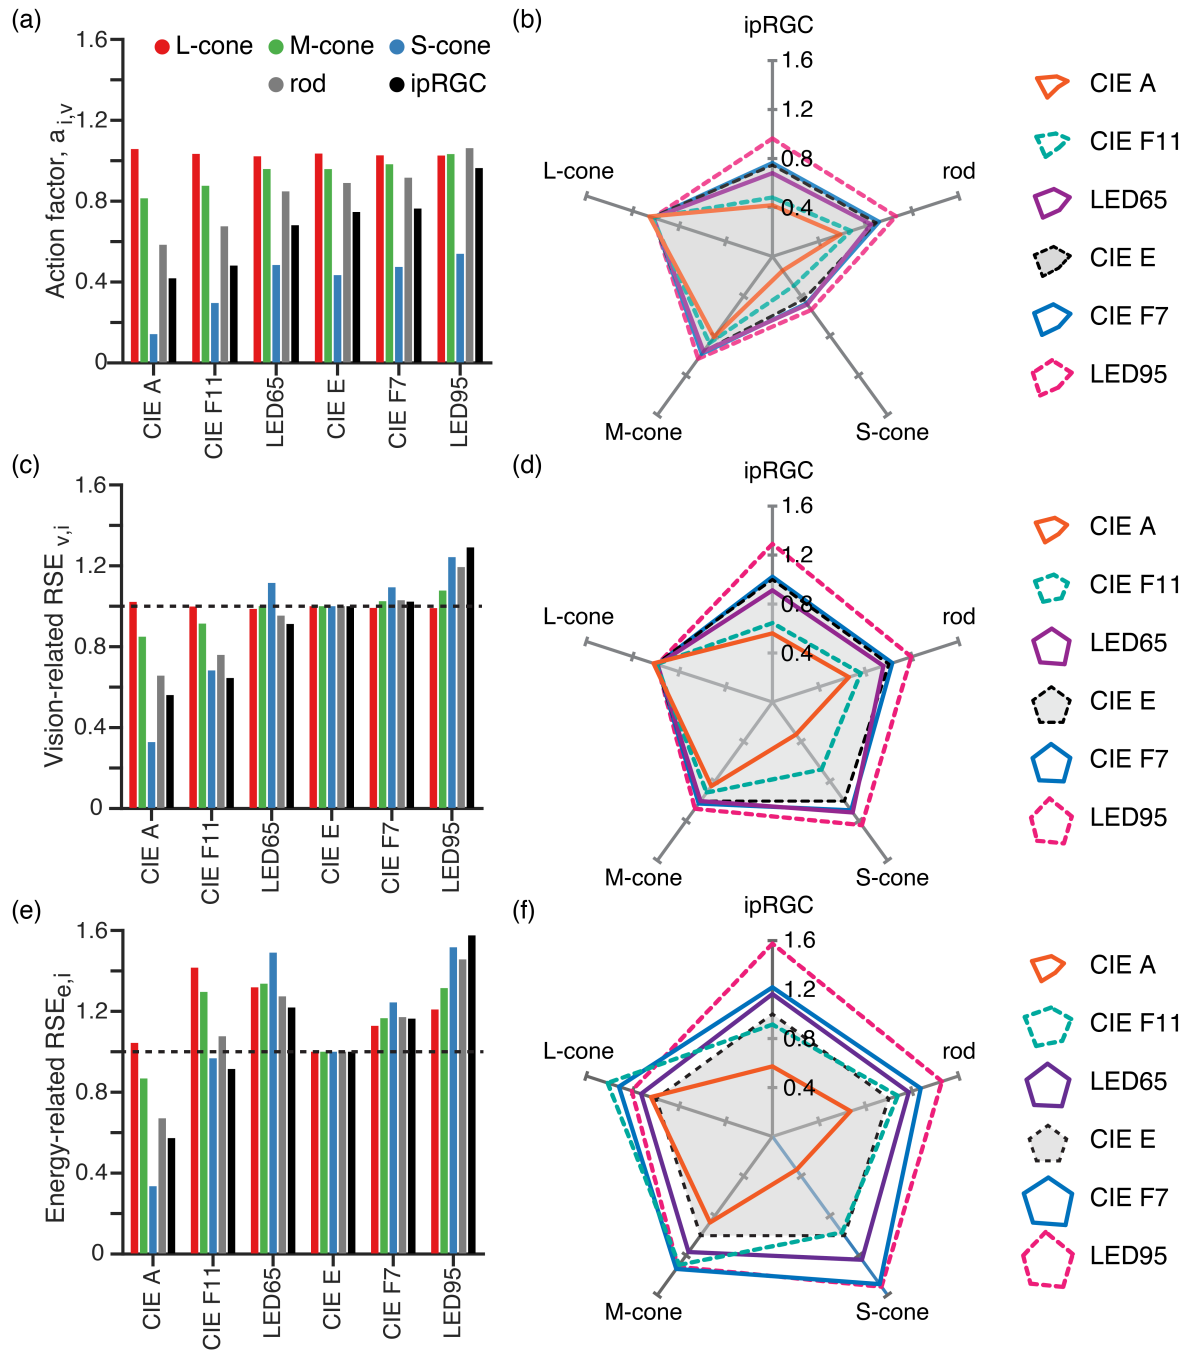 (a)
1.6
1.2
0.8
0.4
0
Action factor, a i,v
L-cone
M-cone
S-cone
rod
ipRGC
CIE A
CIE F11
LED65
CIE E
CIE F7
LED95
(b)
ipRGC
1.6
1.2
0.8
0.4
L-cone
rod
M-cone
S-cone
CIE A
CIE F11
LED65
CIE E
CIE F7
LED95
(c)
1.6
1.2
0.8
0.4
0
Vision-related RSE v,i
CIE A
CIE F11
LED65
CIE E
CIE F7
LED95
(d)
ipRGC
1.6
1.2
0.8
0.4
L-cone
rod
M-cone
S-cone
CIE A
CIE F11
LED65
CIE E
CIE F7
LED95
(e)
1.6
1.2
0.8
0.4
0
Energy-related RSEe,i
CIE A
CIE F11
LED65
CIE E
CIE F7
LED95
(f)
ipRGC
1.6
1.2
0.8
0.4
L-cone
rod
M-cone
S-cone
CIE A
CIE F11
LED65
CIE E
CIE F7
LED95